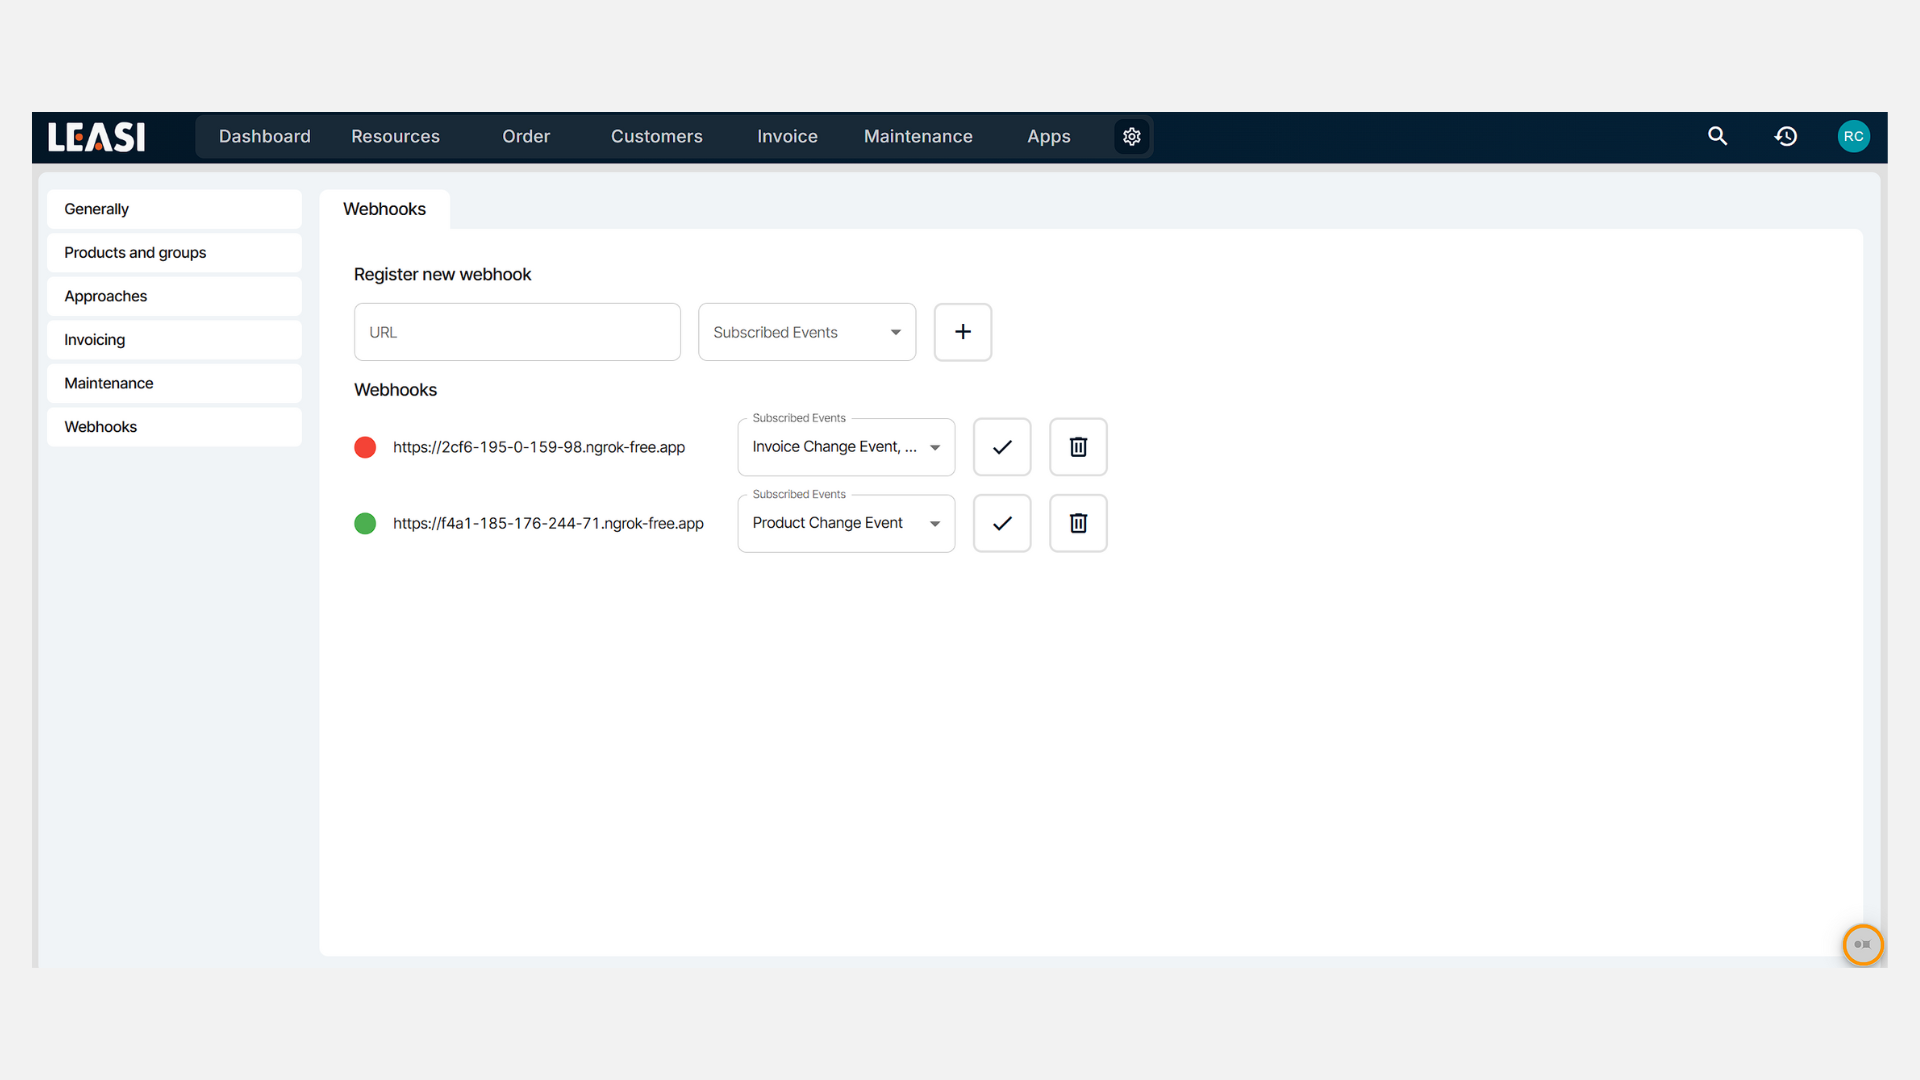 LEASI
Dashboard Resources Order Customers Invoice Maintenance Apps
RC
Generally
Products and groups
Approaches
Invoicing
Maintenance
Webhooks
Webhooks
Register new webhook
URL
Subscribed Events
Webhooks
Subscribed Events
https://2cf6-195-0-159-98.ngrok-free.app Invoice Change Event, ...
Subscribed Events
https://f4a1-185-176-244-71.ngrok-free.app Product Change Event